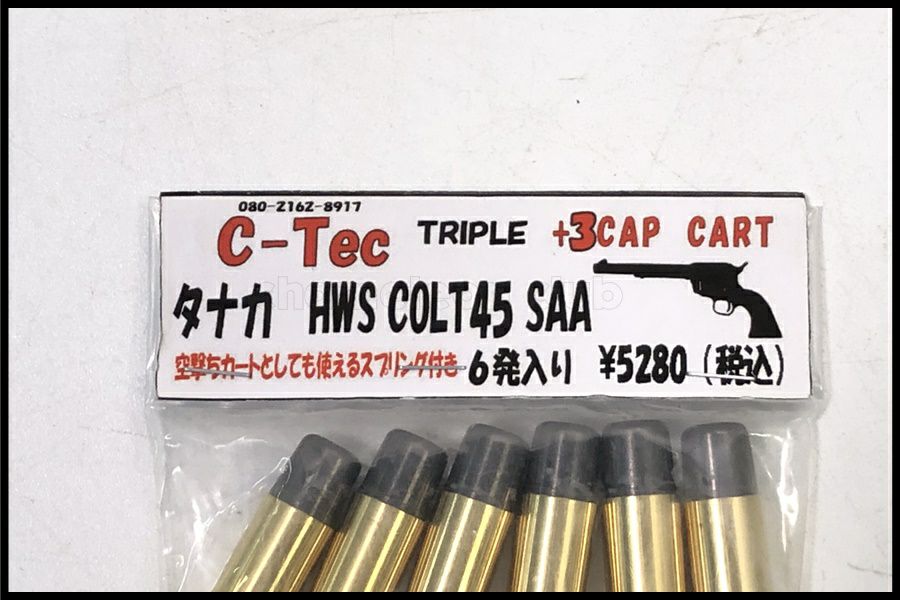 080-2162-8917
C-Tec TRIPLE +3CAP CART
タナカ HWS COLT45 SAA
空撃ちカートとしても使えるスプリング付き 6発入り ¥5280 (税込)